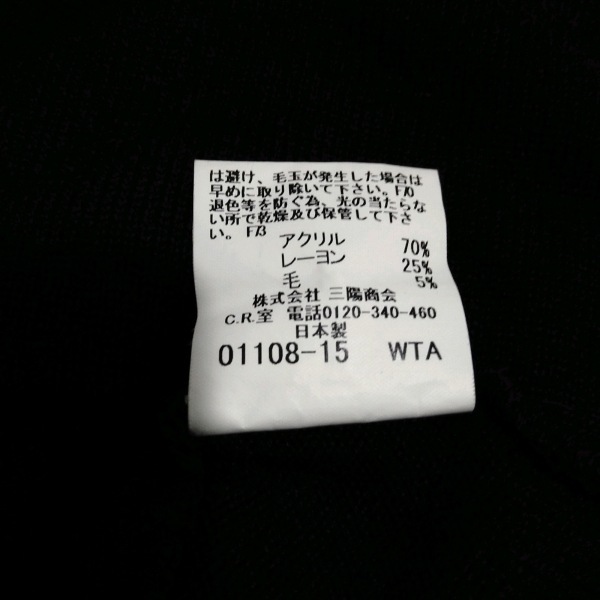 は避け、毛玉が発生した場合は
早めに取り除いて下さい。F70
退色等を防ぐ為、光の当たらな
い所で乾燥及び保管して下さ
い。 F73
アクリル 70%
レーヨン 25%
毛 5%
株式会社 三陽商会
C.R.室 電話0120-340-460
日本製
01108-15 WTA